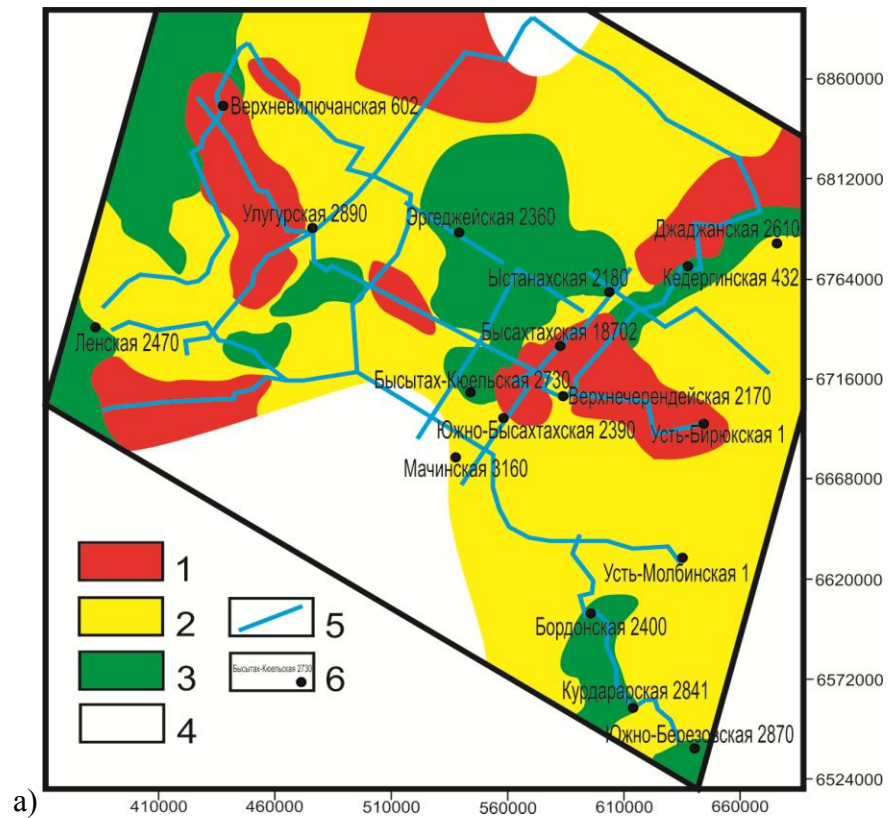 6860000
Верхневилючанская 602
6812000
Улугурская 2890
Эргеджейская 2360
Джаджанская 2610
Ыстанахская 2180
Кедергинская 432
6764000
Бысахтахская 18702
Ленская 2470
Бысытах-Кюельская 2730
6716000
Верхнечерендейская 2170
Южно-Бысахтахская 2390
Усть-Бирюкская 1
Мачинская 3160
6668000
1
Усть-Молбинская 1
6620000
2
5
Бордонская 2400
3
Бысытах-Кюельская 2730
6
Курдарарская 2841
6572000
4
Южно-Березовская 2870
6524000
а)
410000 460000 510000 560000 610000 660000